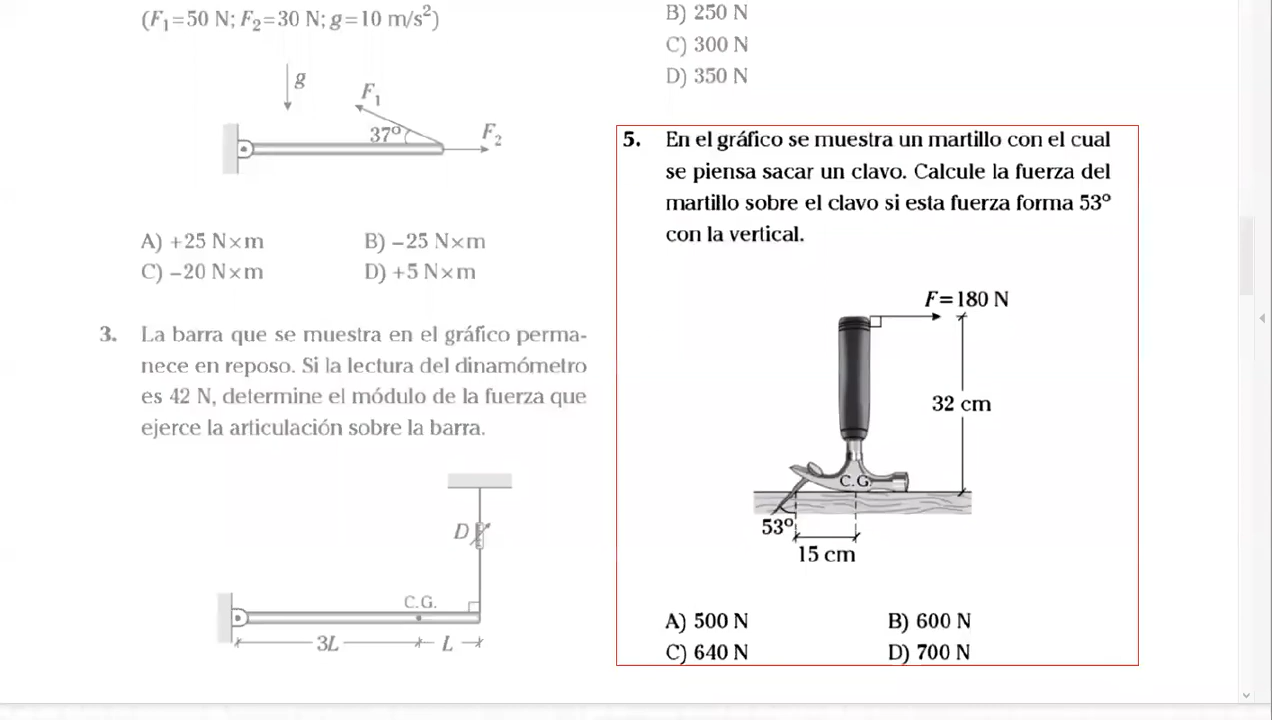 (F₁=50 N; F₂=30 N; g=10 m/s²)
g
F₁
37º
F₂
A) +25 N×m
B) –25 N×m
C) –20 N×m
D) +5 N×m
3. La barra que se muestra en el gráfico perma-
nece en reposo. Si la lectura del dinamómetro
es 42 N, determine el módulo de la fuerza que
ejerce la articulación sobre la barra.
D
C.G.
3L
L
B) 250 N
C) 300 N
D) 350 N
5. En el gráfico se muestra un martillo con el cual
se piensa sacar un clavo. Calcule la fuerza del
martillo sobre el clavo si esta fuerza forma 53º
con la vertical.
F=180 N
32 cm
C.G.
53º
15 cm
A) 500 N
B) 600 N
C) 640 N
D) 700 N